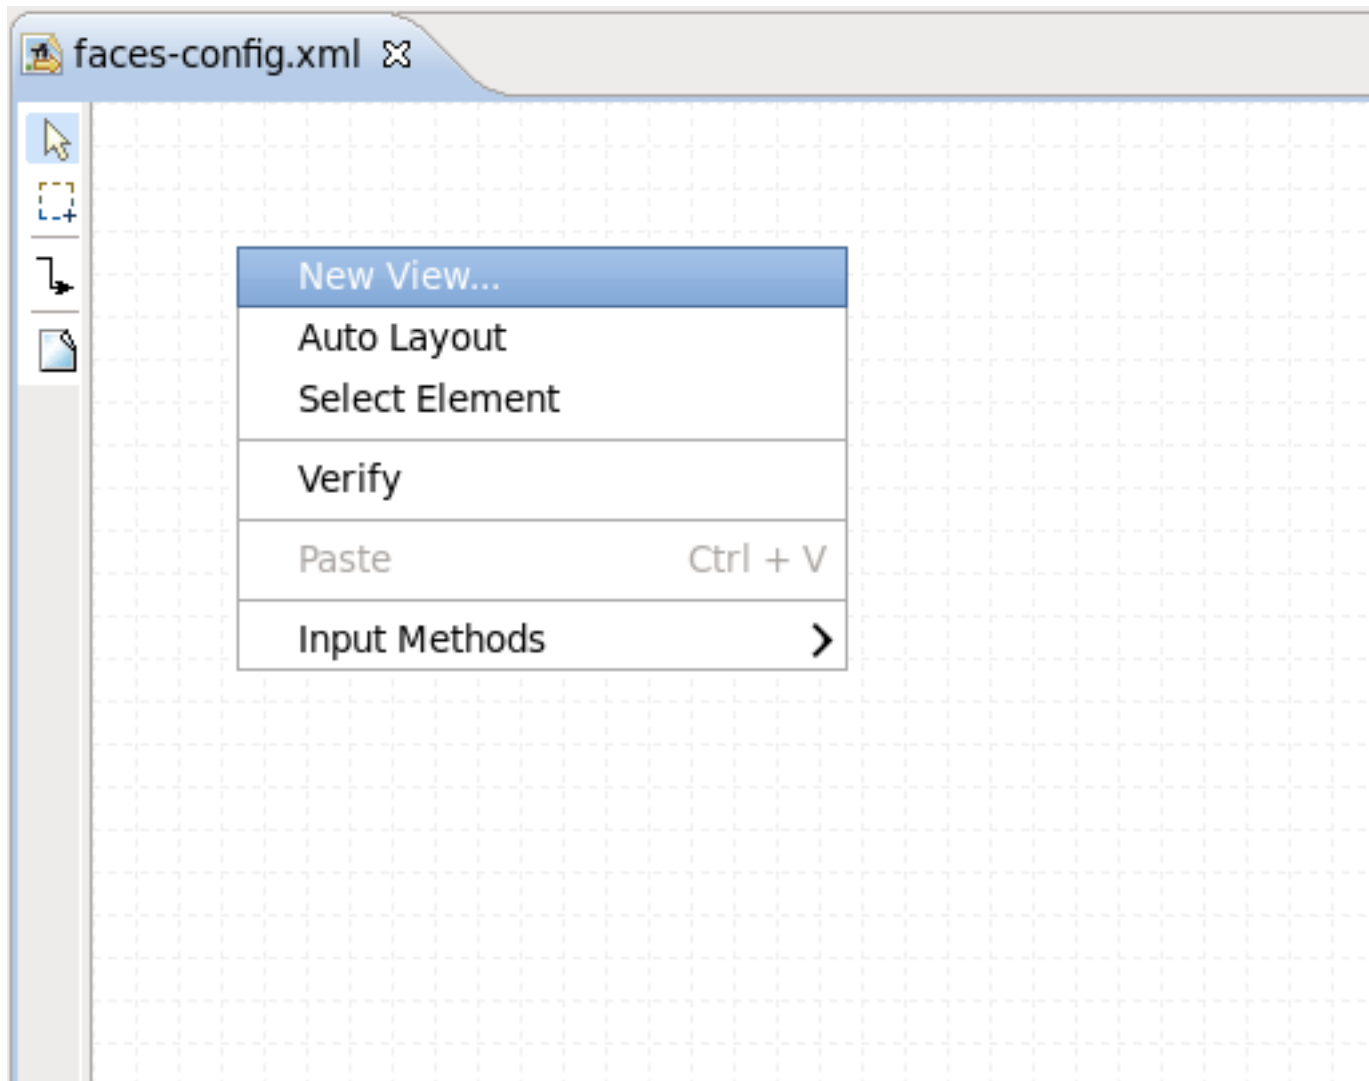 faces-config.xml
New View...
Auto Layout
Select Element
Verify
Paste Ctrl + V
Input Methods